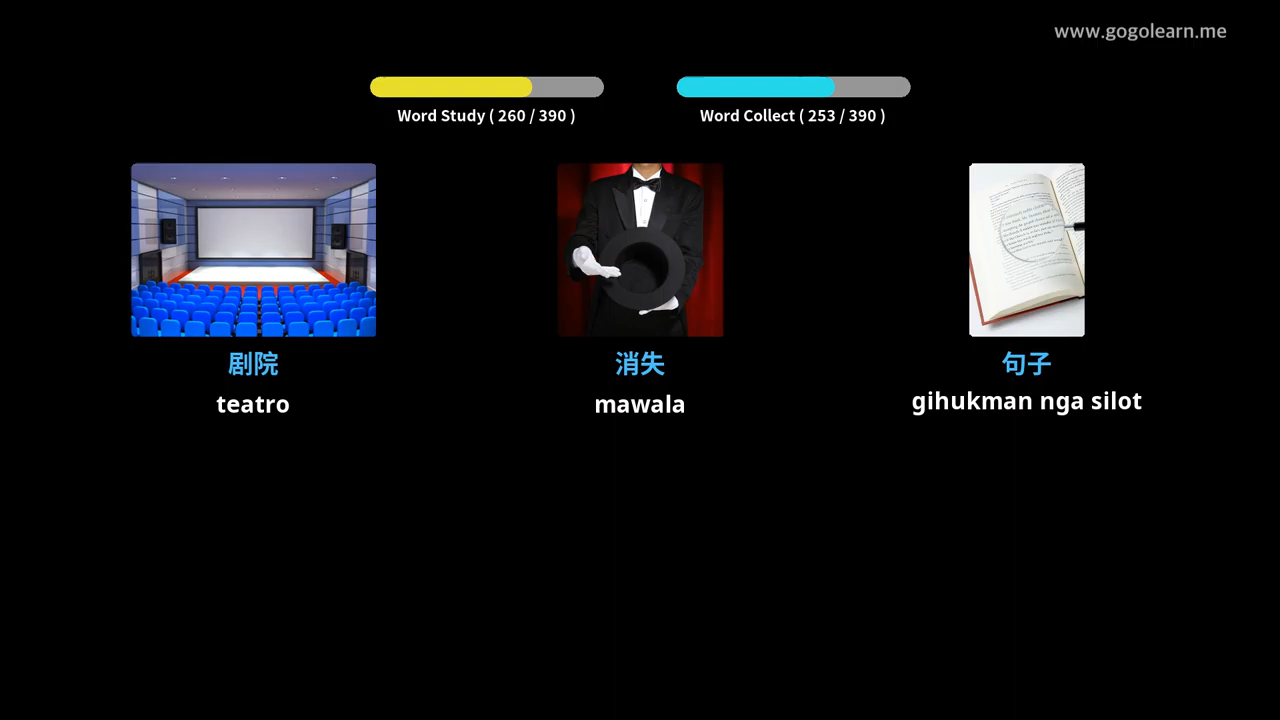 www.gogolearn.me
Word Study ( 260 / 390 )
Word Collect ( 253 / 390 )
剧院
消失
句子
teatro
mawala
gihukman nga silot